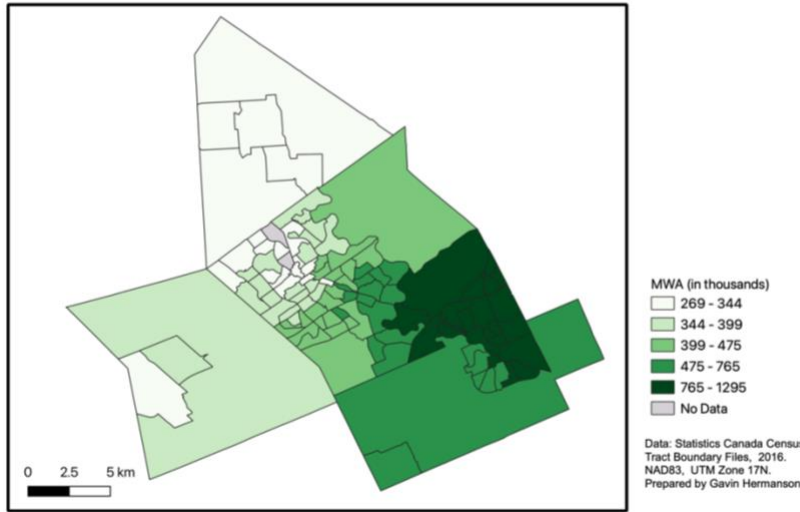 MWA (in thousands)
269 - 344
344 - 399
399 - 475
475 - 765
765 - 1295
No Data
Data: Statistics Canada Census
Tract Boundary Files, 2016.
NAD83, UTM Zone 17N.
Prepared by Gavin Hermanson
0 2.5 5 km